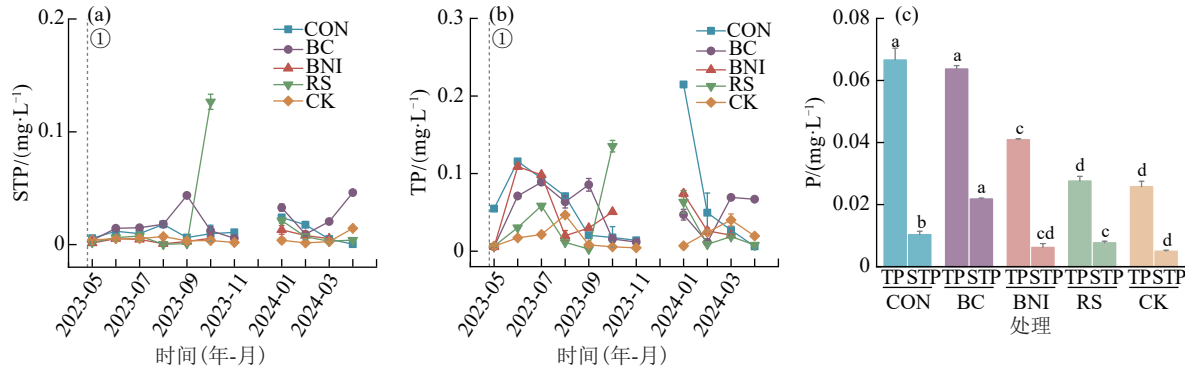 (a)
①
CON
BC
BNI
RS
CK
0.2
0.1
0
STP/(mg·L⁻¹)
2023-05
2023-07
2023-09
2023-11
2024-01
2024-03
时间(年-月)
(b)
①
CON
BC
BNI
RS
CK
0.3
0.2
0.1
0
TP/(mg·L⁻¹)
2023-05
2023-07
2023-09
2023-11
2024-01
2024-03
时间(年-月)
(c)
0.08
0.06
0.04
0.02
0
P/(mg·L⁻¹)
a
b
a
a
c
cd
d
c
d
d
TP STP TP STP TP STP TP STP TP STP
CON BC BNI RS CK
处理